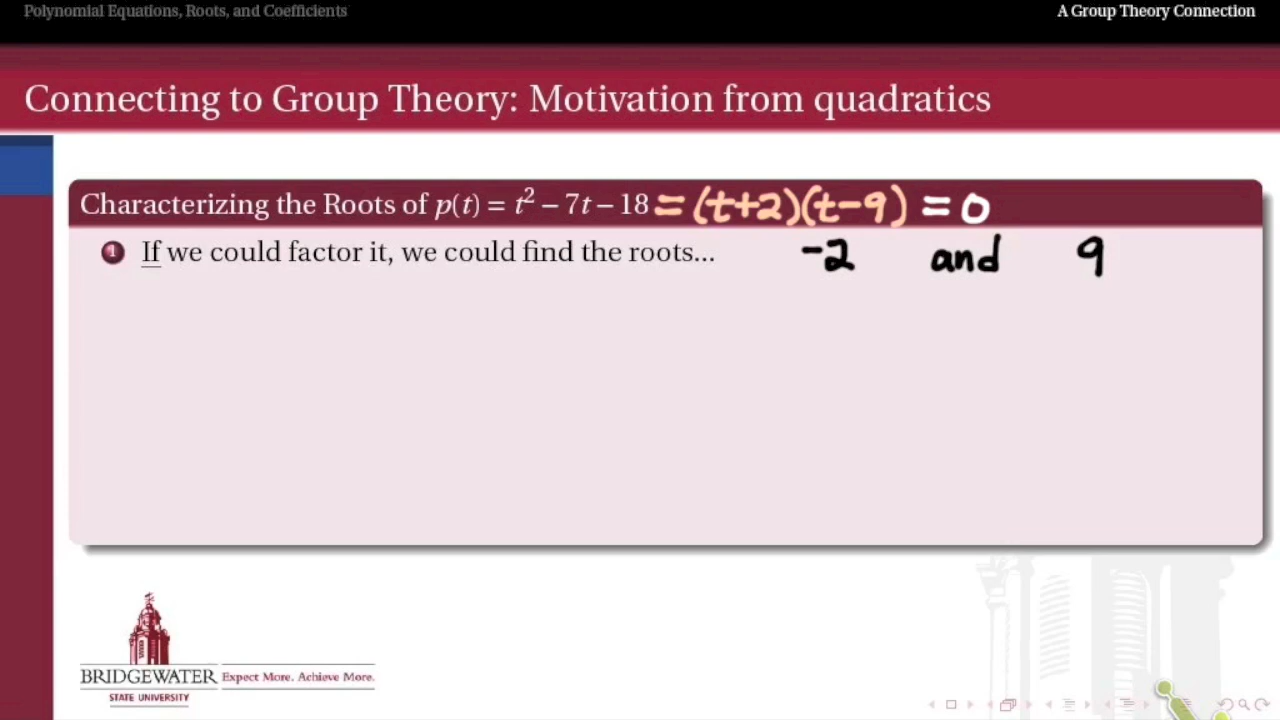 Polynomial Equations, Roots, and Coefficients
A Group Theory Connection
Connecting to Group Theory: Motivation from quadratics
Characterizing the Roots of p(t) = t² − 7t − 18 = (t+2)(t−9) = 0
1 If we could factor it, we could find the roots... −2 and 9
BRIDGEWATER Expect More. Achieve More.
STATE UNIVERSITY